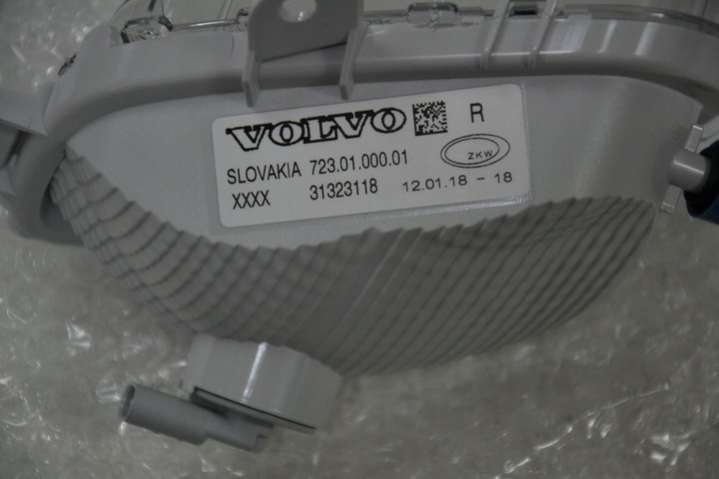 VOLVO R
SLOVAKIA 723.01.000.01 ZKW
XXXX 31323118 12.01.18 - 18